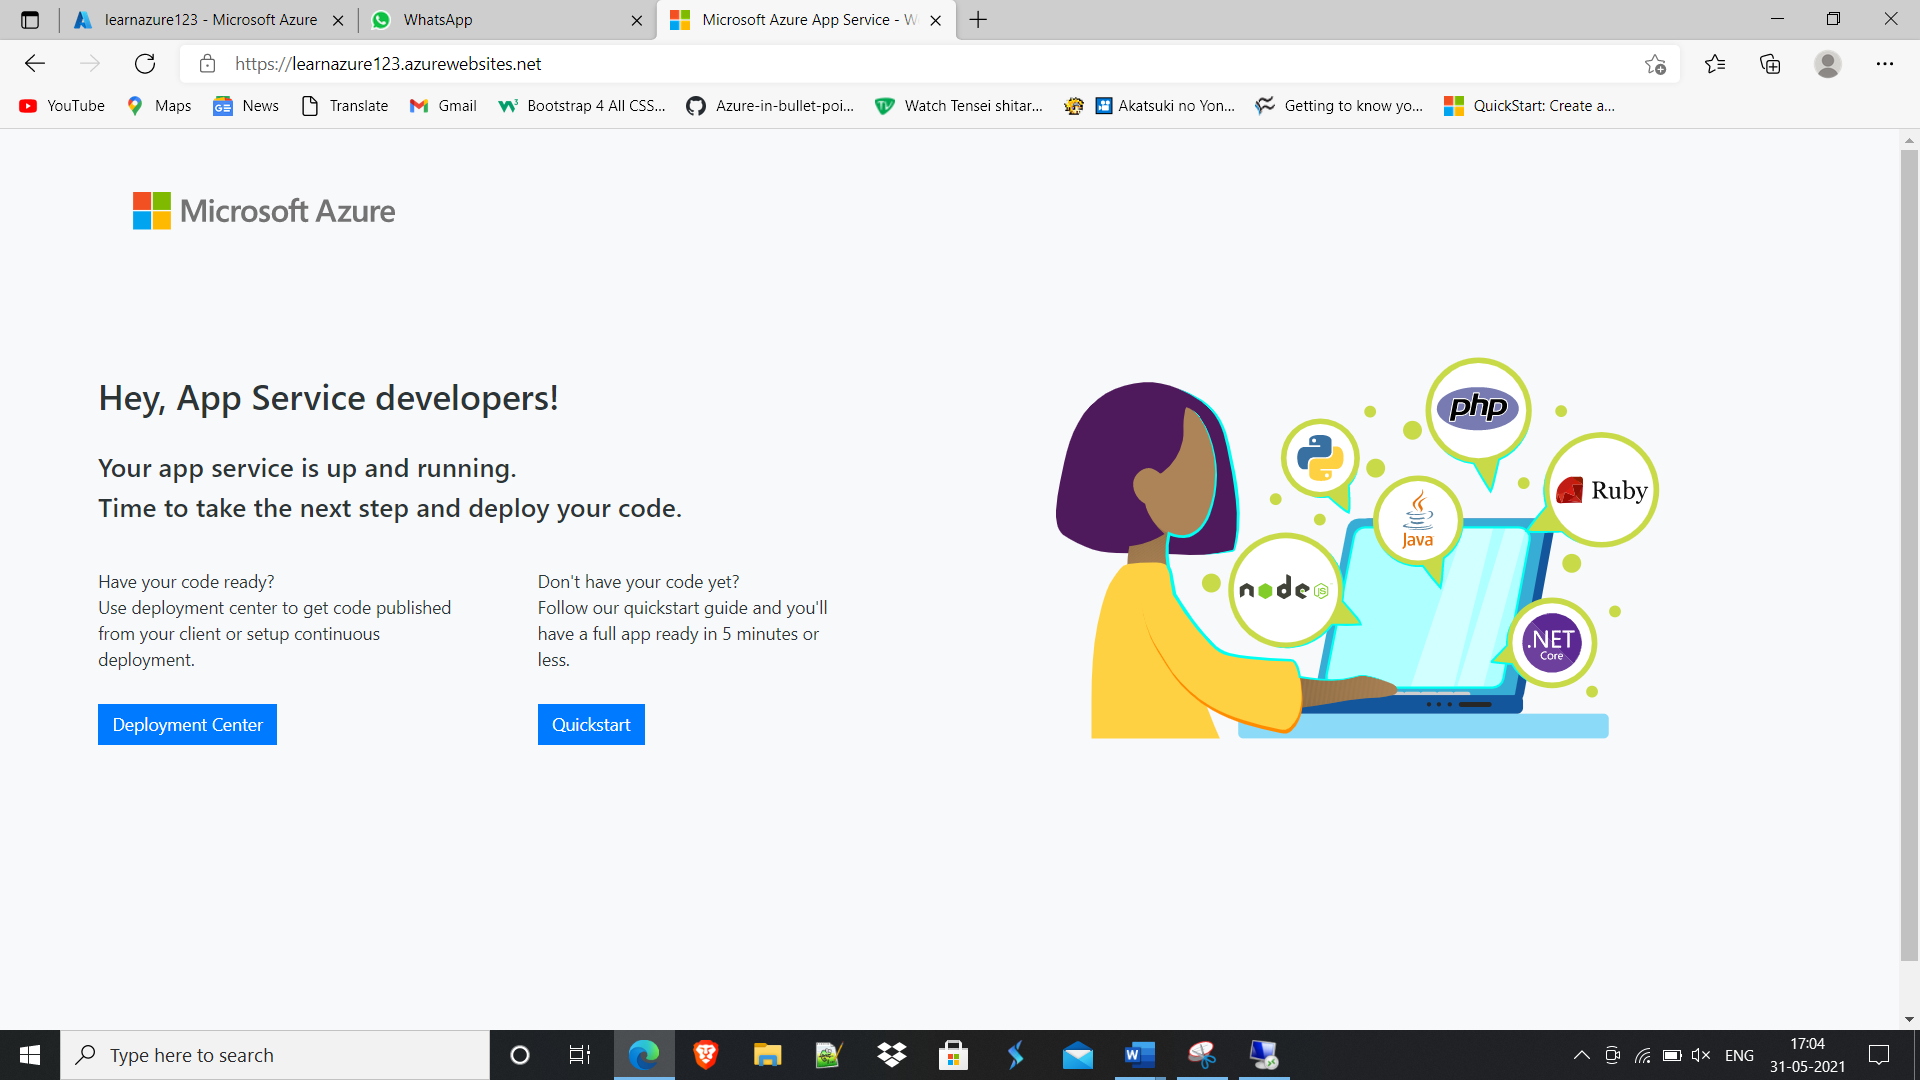 learnazure123 - Microsoft Azure
WhatsApp
Microsoft Azure App Service - W
https://learnazure123.azurewebsites.net
YouTube
Maps
News
Translate
Gmail
Bootstrap 4 All CSS...
Azure-in-bullet-poi...
Watch Tensei shitar...
Akatsuki no Yon...
Getting to know yo...
QuickStart: Create a...
Microsoft Azure
Hey, App Service developers!
Your app service is up and running.
Time to take the next step and deploy your code.
Have your code ready?
Use deployment center to get code published
from your client or setup continuous
deployment.
Deployment Center
Don't have your code yet?
Follow our quickstart guide and you'll
have a full app ready in 5 minutes or
less.
Quickstart
php
Ruby
Java
node
JS
.NET
Core
Type here to search
ENG
17:04
31-05-2021